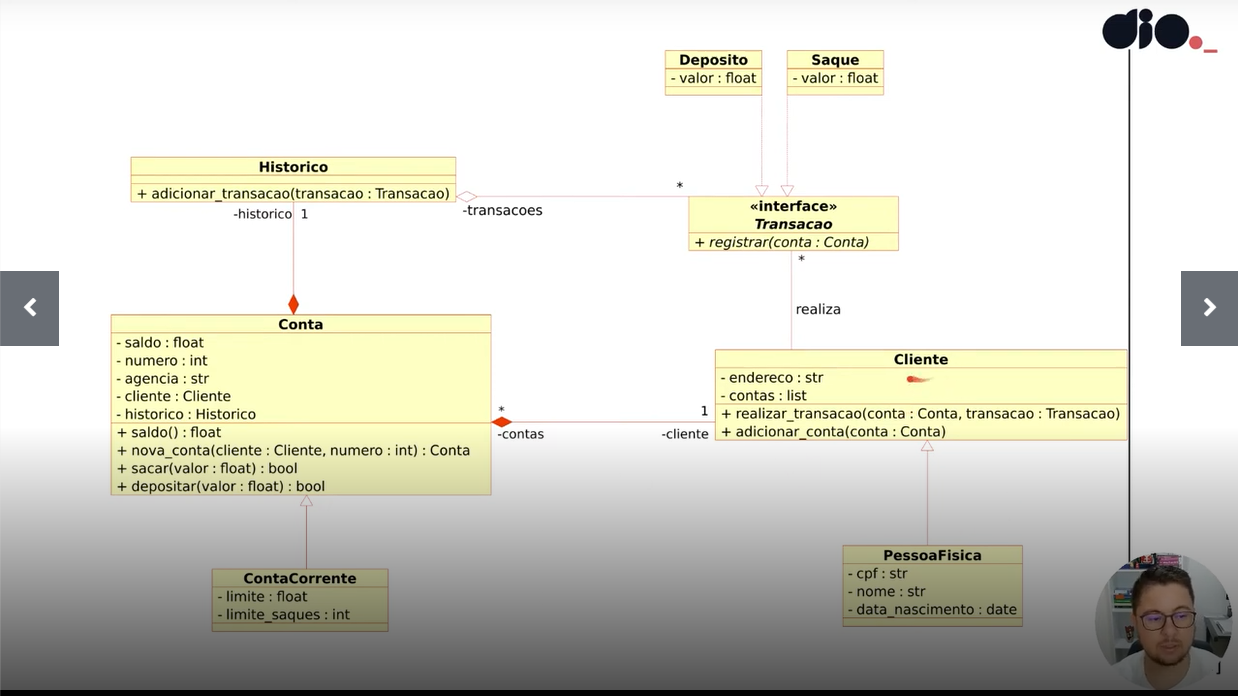 dio._
Deposito
- valor : float
Saque
- valor : float
Historico
+ adicionar_transacao(transacao : Transacao)
-historico 1
-transacoes
*
«interface»
Transacao
+ registrar(conta : Conta)
*
realiza
Conta
- saldo : float
- numero : int
- agencia : str
- cliente : Cliente
- historico : Historico
+ saldo() : float
+ nova_conta(cliente : Cliente, numero : int) : Conta
+ sacar(valor : float) : bool
+ depositar(valor : float) : bool
*
-contas
1
-cliente
Cliente
- endereco : str
- contas : list
+ realizar_transacao(conta : Conta, transacao : Transacao)
+ adicionar_conta(conta : Conta)
ContaCorrente
- limite : float
- limite_saques : int
PessoaFisica
- cpf : str
- nome : str
- data_nascimento : date